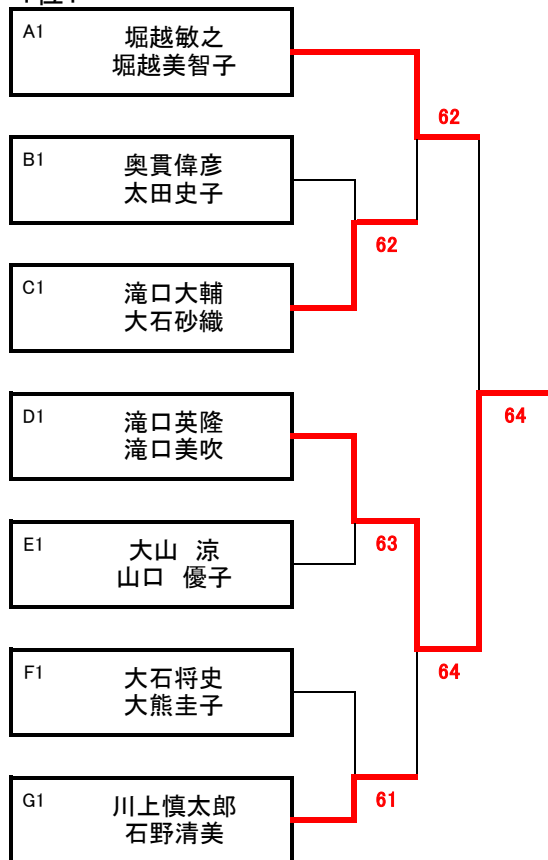 A1
堀越敏之
堀越美智子
62
B1
奥貫偉彦
太田史子
62
C1
滝口大輔
大石砂織
D1
滝口英隆
滝口美吹
64
E1
大山 涼
山口 優子
63
F1
大石将史
大熊圭子
64
G1
川上慎太郎
石野清美
61